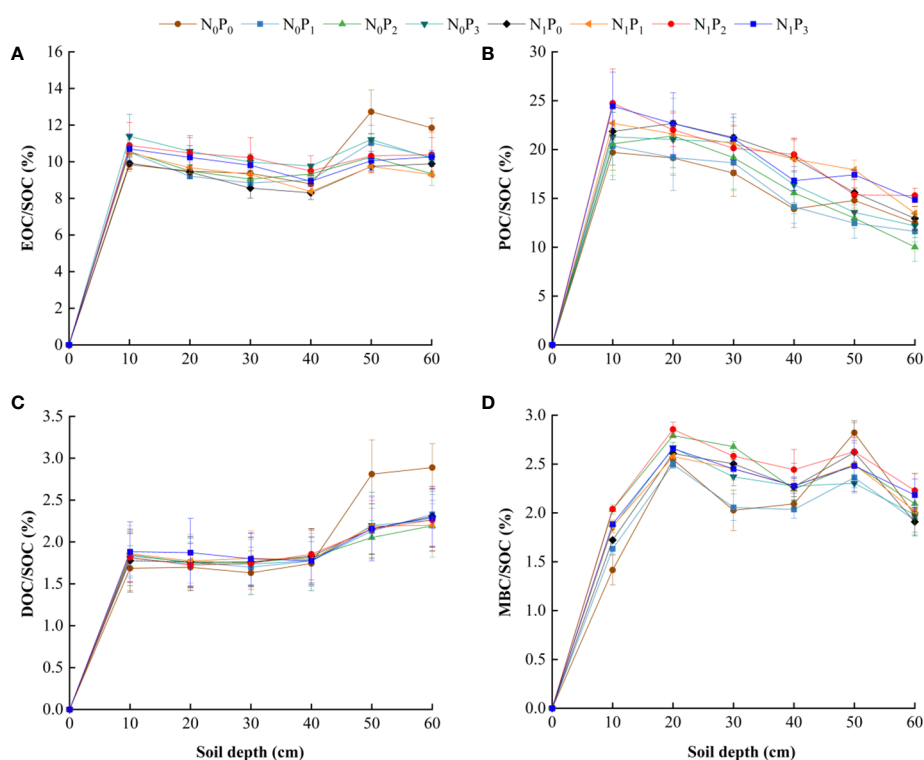 N₀P₀ N₀P₁ N₀P₂ N₀P₃ N₁P₀ N₁P₁ N₁P₂ N₁P₃
A
EOC/SOC (%)
16
14
12
10
8
6
4
2
0
0 10 20 30 40 50 60
B
POC/SOC (%)
30
25
20
15
10
5
0
0 10 20 30 40 50 60
C
DOC/SOC (%)
3.5
3.0
2.5
2.0
1.5
1.0
0.5
0.0
0 10 20 30 40 50 60
Soil depth (cm)
D
MBC/SOC (%)
3.0
2.5
2.0
1.5
1.0
0.5
0.0
0 10 20 30 40 50 60
Soil depth (cm)